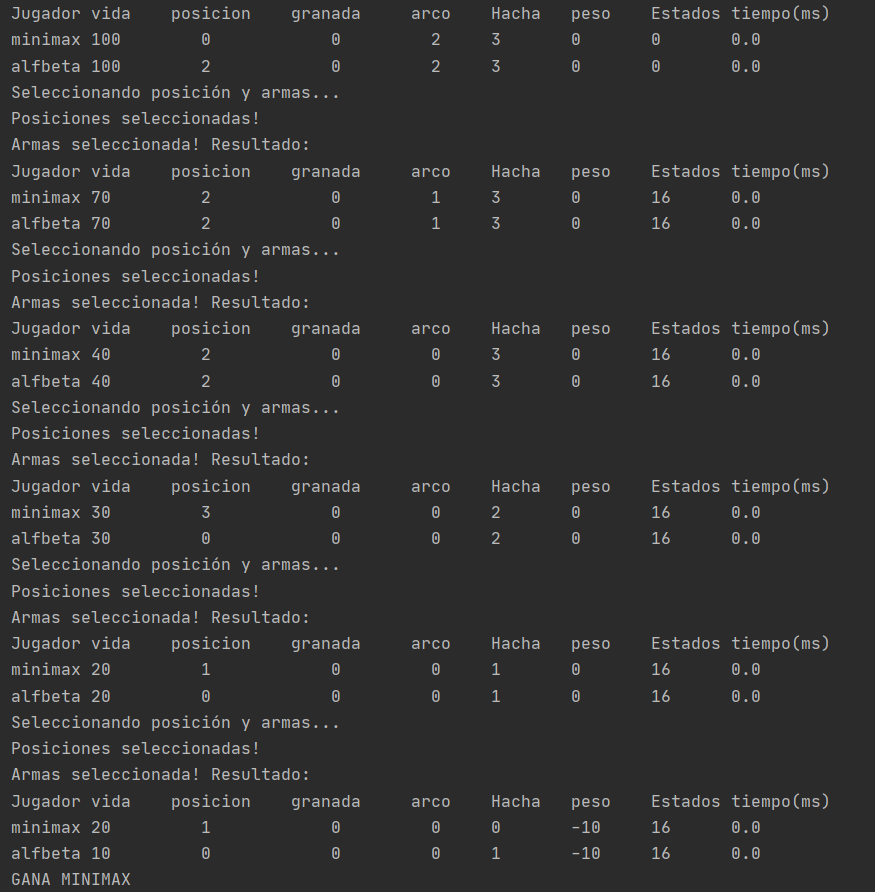 Jugador vida posicion granada arco Hacha peso Estados tiempo(ms)
minimax 100 0 0 2 3 0 0 0.0
alfbeta 100 2 0 2 3 0 0 0.0
Seleccionando posición y armas...
Posiciones seleccionadas!
Armas seleccionada! Resultado:
Jugador vida posicion granada arco Hacha peso Estados tiempo(ms)
minimax 70 2 0 1 3 0 16 0.0
alfbeta 70 2 0 1 3 0 16 0.0
Seleccionando posición y armas...
Posiciones seleccionadas!
Armas seleccionada! Resultado:
Jugador vida posicion granada arco Hacha peso Estados tiempo(ms)
minimax 40 2 0 0 3 0 16 0.0
alfbeta 40 2 0 0 3 0 16 0.0
Seleccionando posición y armas...
Posiciones seleccionadas!
Armas seleccionada! Resultado:
Jugador vida posicion granada arco Hacha peso Estados tiempo(ms)
minimax 30 3 0 0 2 0 16 0.0
alfbeta 30 0 0 0 2 0 16 0.0
Seleccionando posición y armas...
Posiciones seleccionadas!
Armas seleccionada! Resultado:
Jugador vida posicion granada arco Hacha peso Estados tiempo(ms)
minimax 20 1 0 0 1 0 16 0.0
alfbeta 20 0 0 0 1 0 16 0.0
Seleccionando posición y armas...
Posiciones seleccionadas!
Armas seleccionada! Resultado:
Jugador vida posicion granada arco Hacha peso Estados tiempo(ms)
minimax 20 1 0 0 0 -10 16 0.0
alfbeta 10 0 0 0 1 -10 16 0.0
GANA MINIMAX